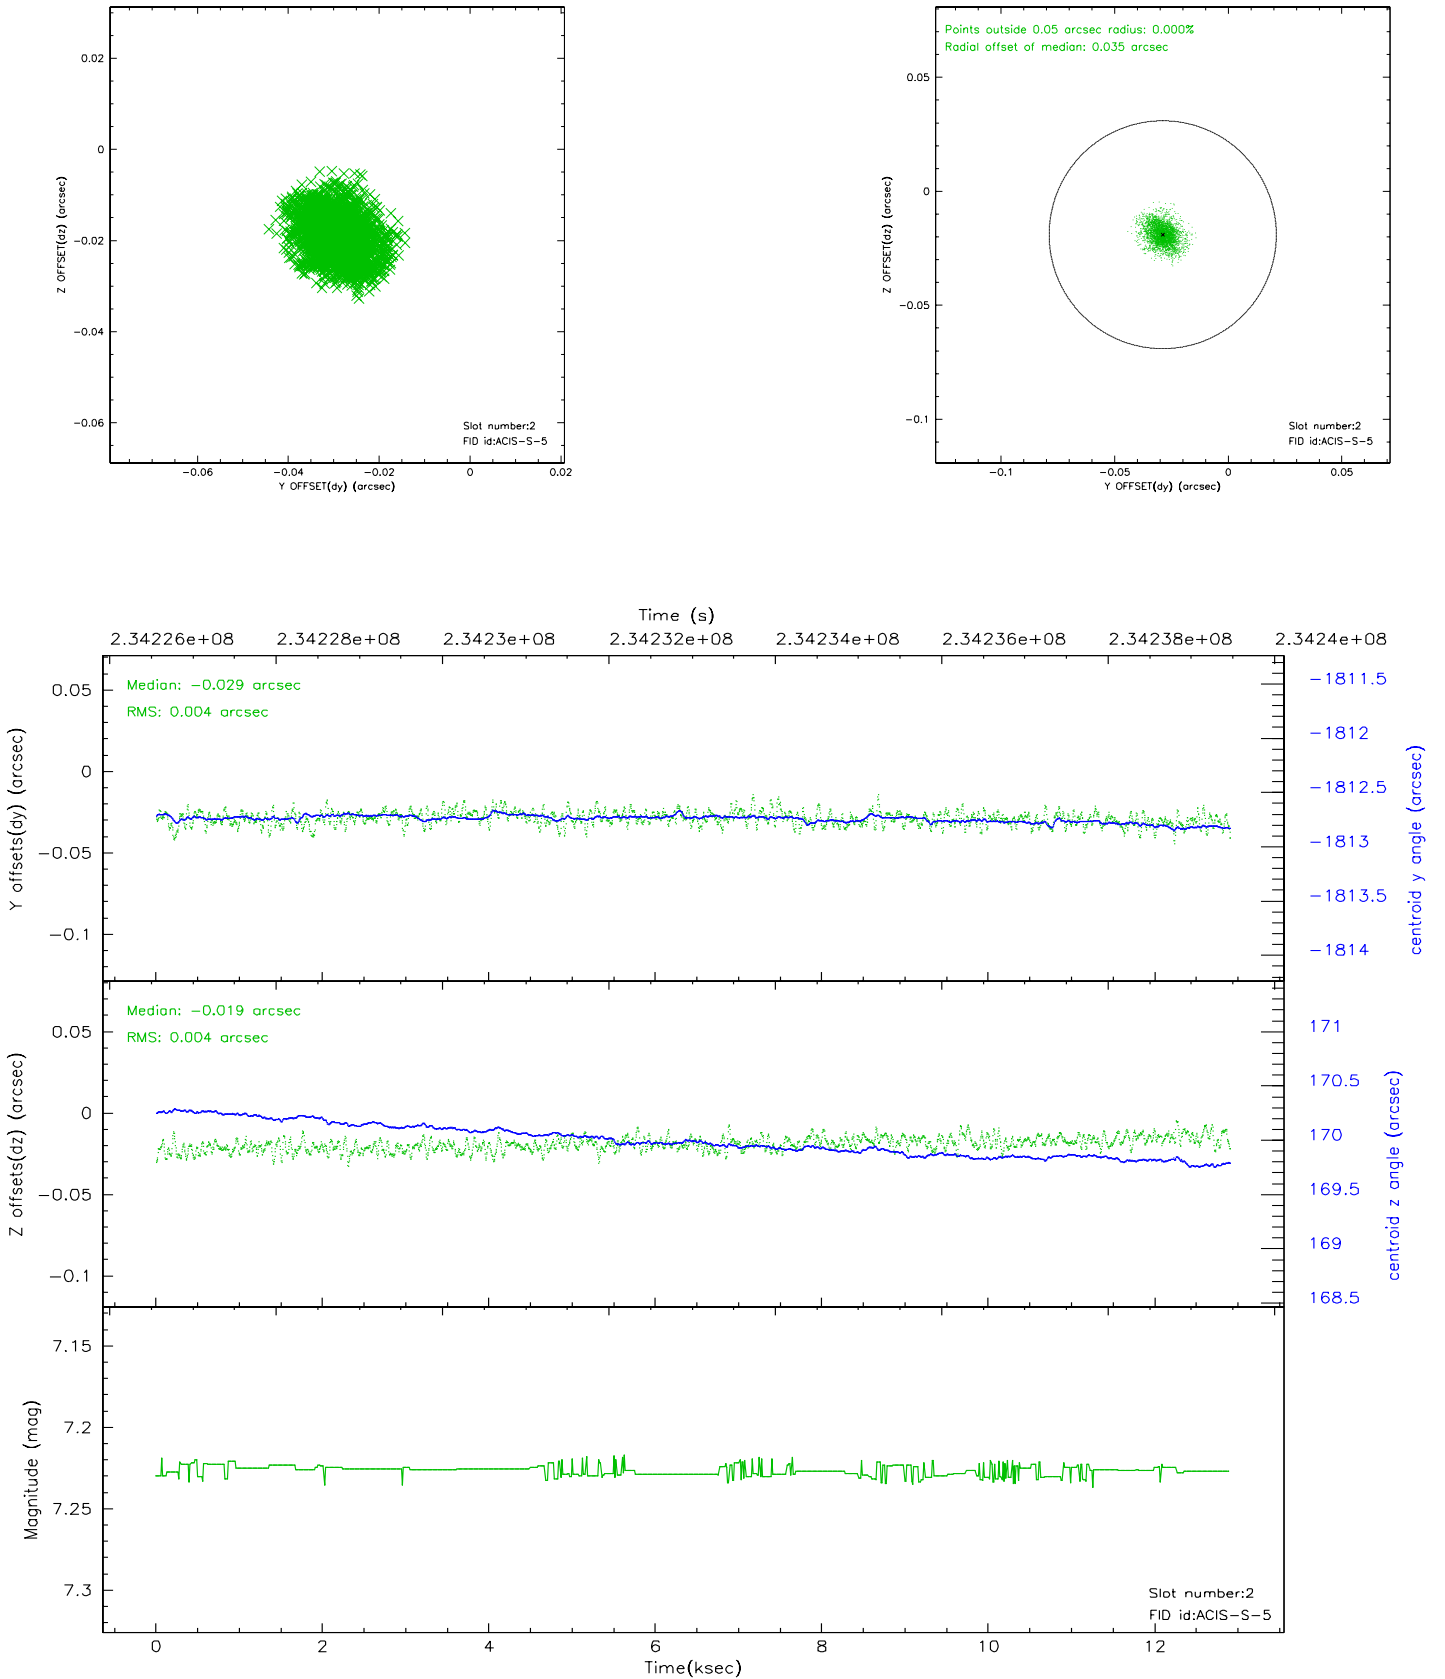 0.02
0
-0.02
-0.04
-0.06
Z OFFSET(dz) (arcsec)
Slot number:2
FID id:ACIS-S-5
-0.06 -0.04 -0.02 0 0.02
Y OFFSET(dy) (arcsec)
Points outside 0.05 arcsec radius: 0.000%
Radial offset of median: 0.035 arcsec
0.05
0
-0.05
-0.1
Z OFFSET(dz) (arcsec)
Slot number:2
FID id:ACIS-S-5
-0.1 -0.05 0 0.05
Y OFFSET(dy) (arcsec)
Time (s)
2.34226e+08 2.34228e+08 2.3423e+08 2.34232e+08 2.34234e+08 2.34236e+08 2.34238e+08 2.3424e+08
Median: -0.029 arcsec
RMS: 0.004 arcsec
0.05
0
-0.05
-0.1
Y offsets(dy) (arcsec)
-1811.5
-1812
-1812.5
-1813
-1813.5
-1814
centroid y angle (arcsec)
Median: -0.019 arcsec
RMS: 0.004 arcsec
0.05
0
-0.05
-0.1
Z offsets(dz) (arcsec)
171
170.5
170
169.5
169
168.5
centroid z angle (arcsec)
7.15
7.2
7.25
7.3
Magnitude (mag)
Slot number:2
FID id:ACIS-S-5
0 2 4 6 8 10 12
Time(ksec)